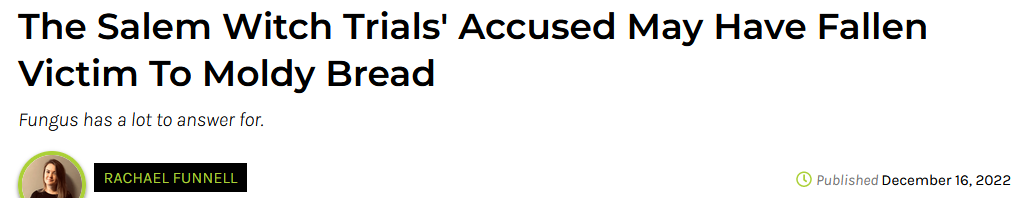 The Salem Witch Trials' Accused May Have Fallen
Victim To Moldy Bread
Fungus has a lot to answer for.
RACHAEL FUNNELL
Published December 16, 2022